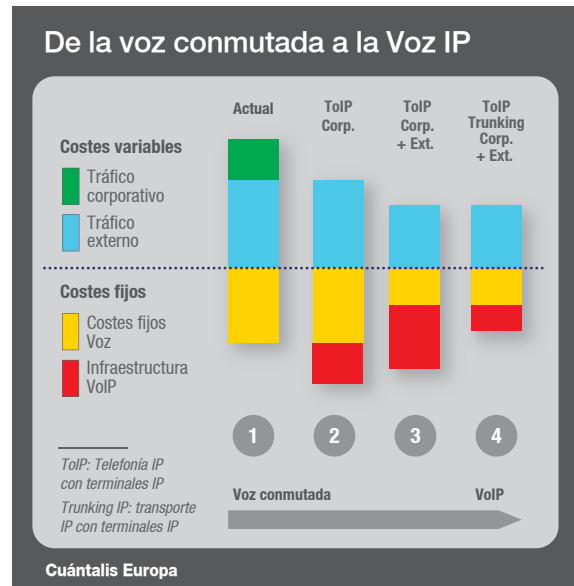 De la voz conmutada a la Voz IP
Actual
ToIP
Corp.
ToIP
Corp.
+ Ext.
ToIP
Trunking
Corp.
+ Ext.
Costes variables
Tráfico
corporativo
Tráfico
externo
Costes fijos
Costes fijos
Voz
Infraestructura
VoIP
1
2
3
4
ToIP: Telefonía IP
con terminales IP
Trunking IP: transporte
IP con terminales IP
Voz conmutada
VoIP
Cuántalis Europa